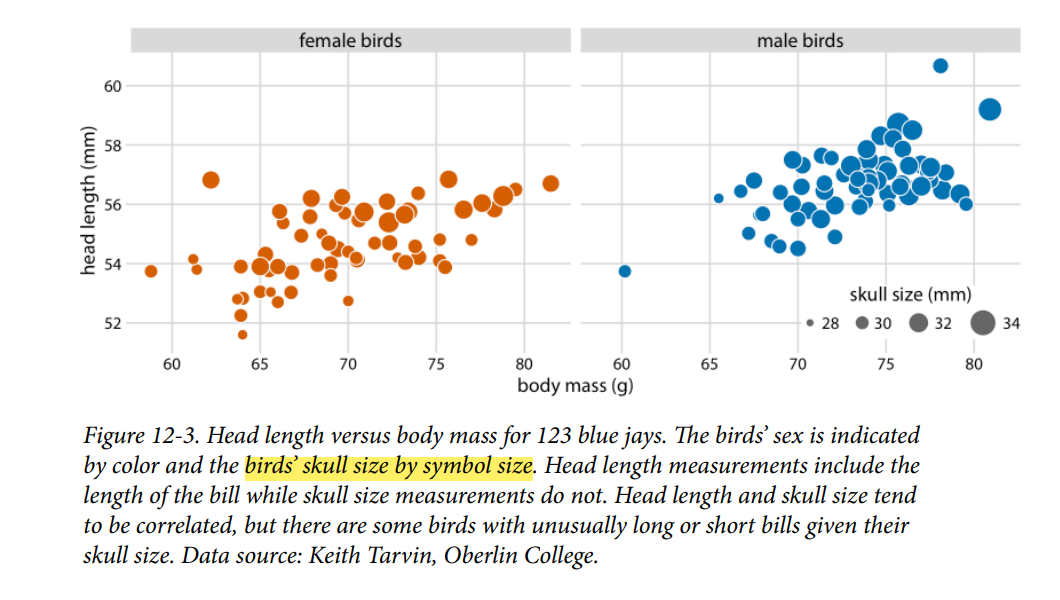 female birds
male birds
head length (mm)
60
58
56
54
52
skull size (mm)
28 30 32 34
60 65 70 75 80
60 65 70 75 80
body mass (g)
Figure 12-3. Head length versus body mass for 123 blue jays. The birds’ sex is indicated
by color and the birds’ skull size by symbol size. Head length measurements include the
length of the bill while skull size measurements do not. Head length and skull size tend
to be correlated, but there are some birds with unusually long or short bills given their
skull size. Data source: Keith Tarvin, Oberlin College.